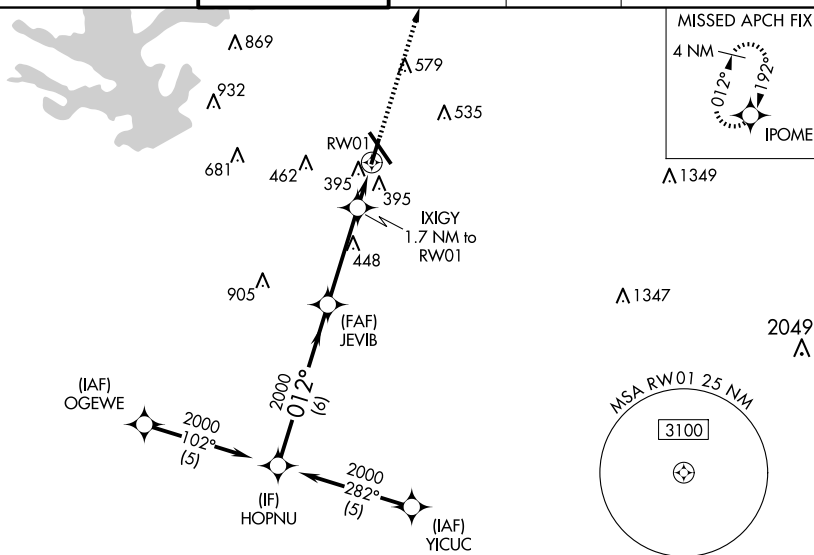 MISSED APCH FIX
4 NM
012°
192°
IPOME
869
579
932
535
RW01
681
462
395
395
1349
IXIGY
1.7 NM to
RW01
448
905
1347
(FAF)
JEVIB
2049
2000
012°
(6)
MSA RW01 25 NM
3100
(IAF)
OGEWE
2000
102°
(5)
2000
282°
(5)
(IF)
HOPNU
(IAF)
YICUC